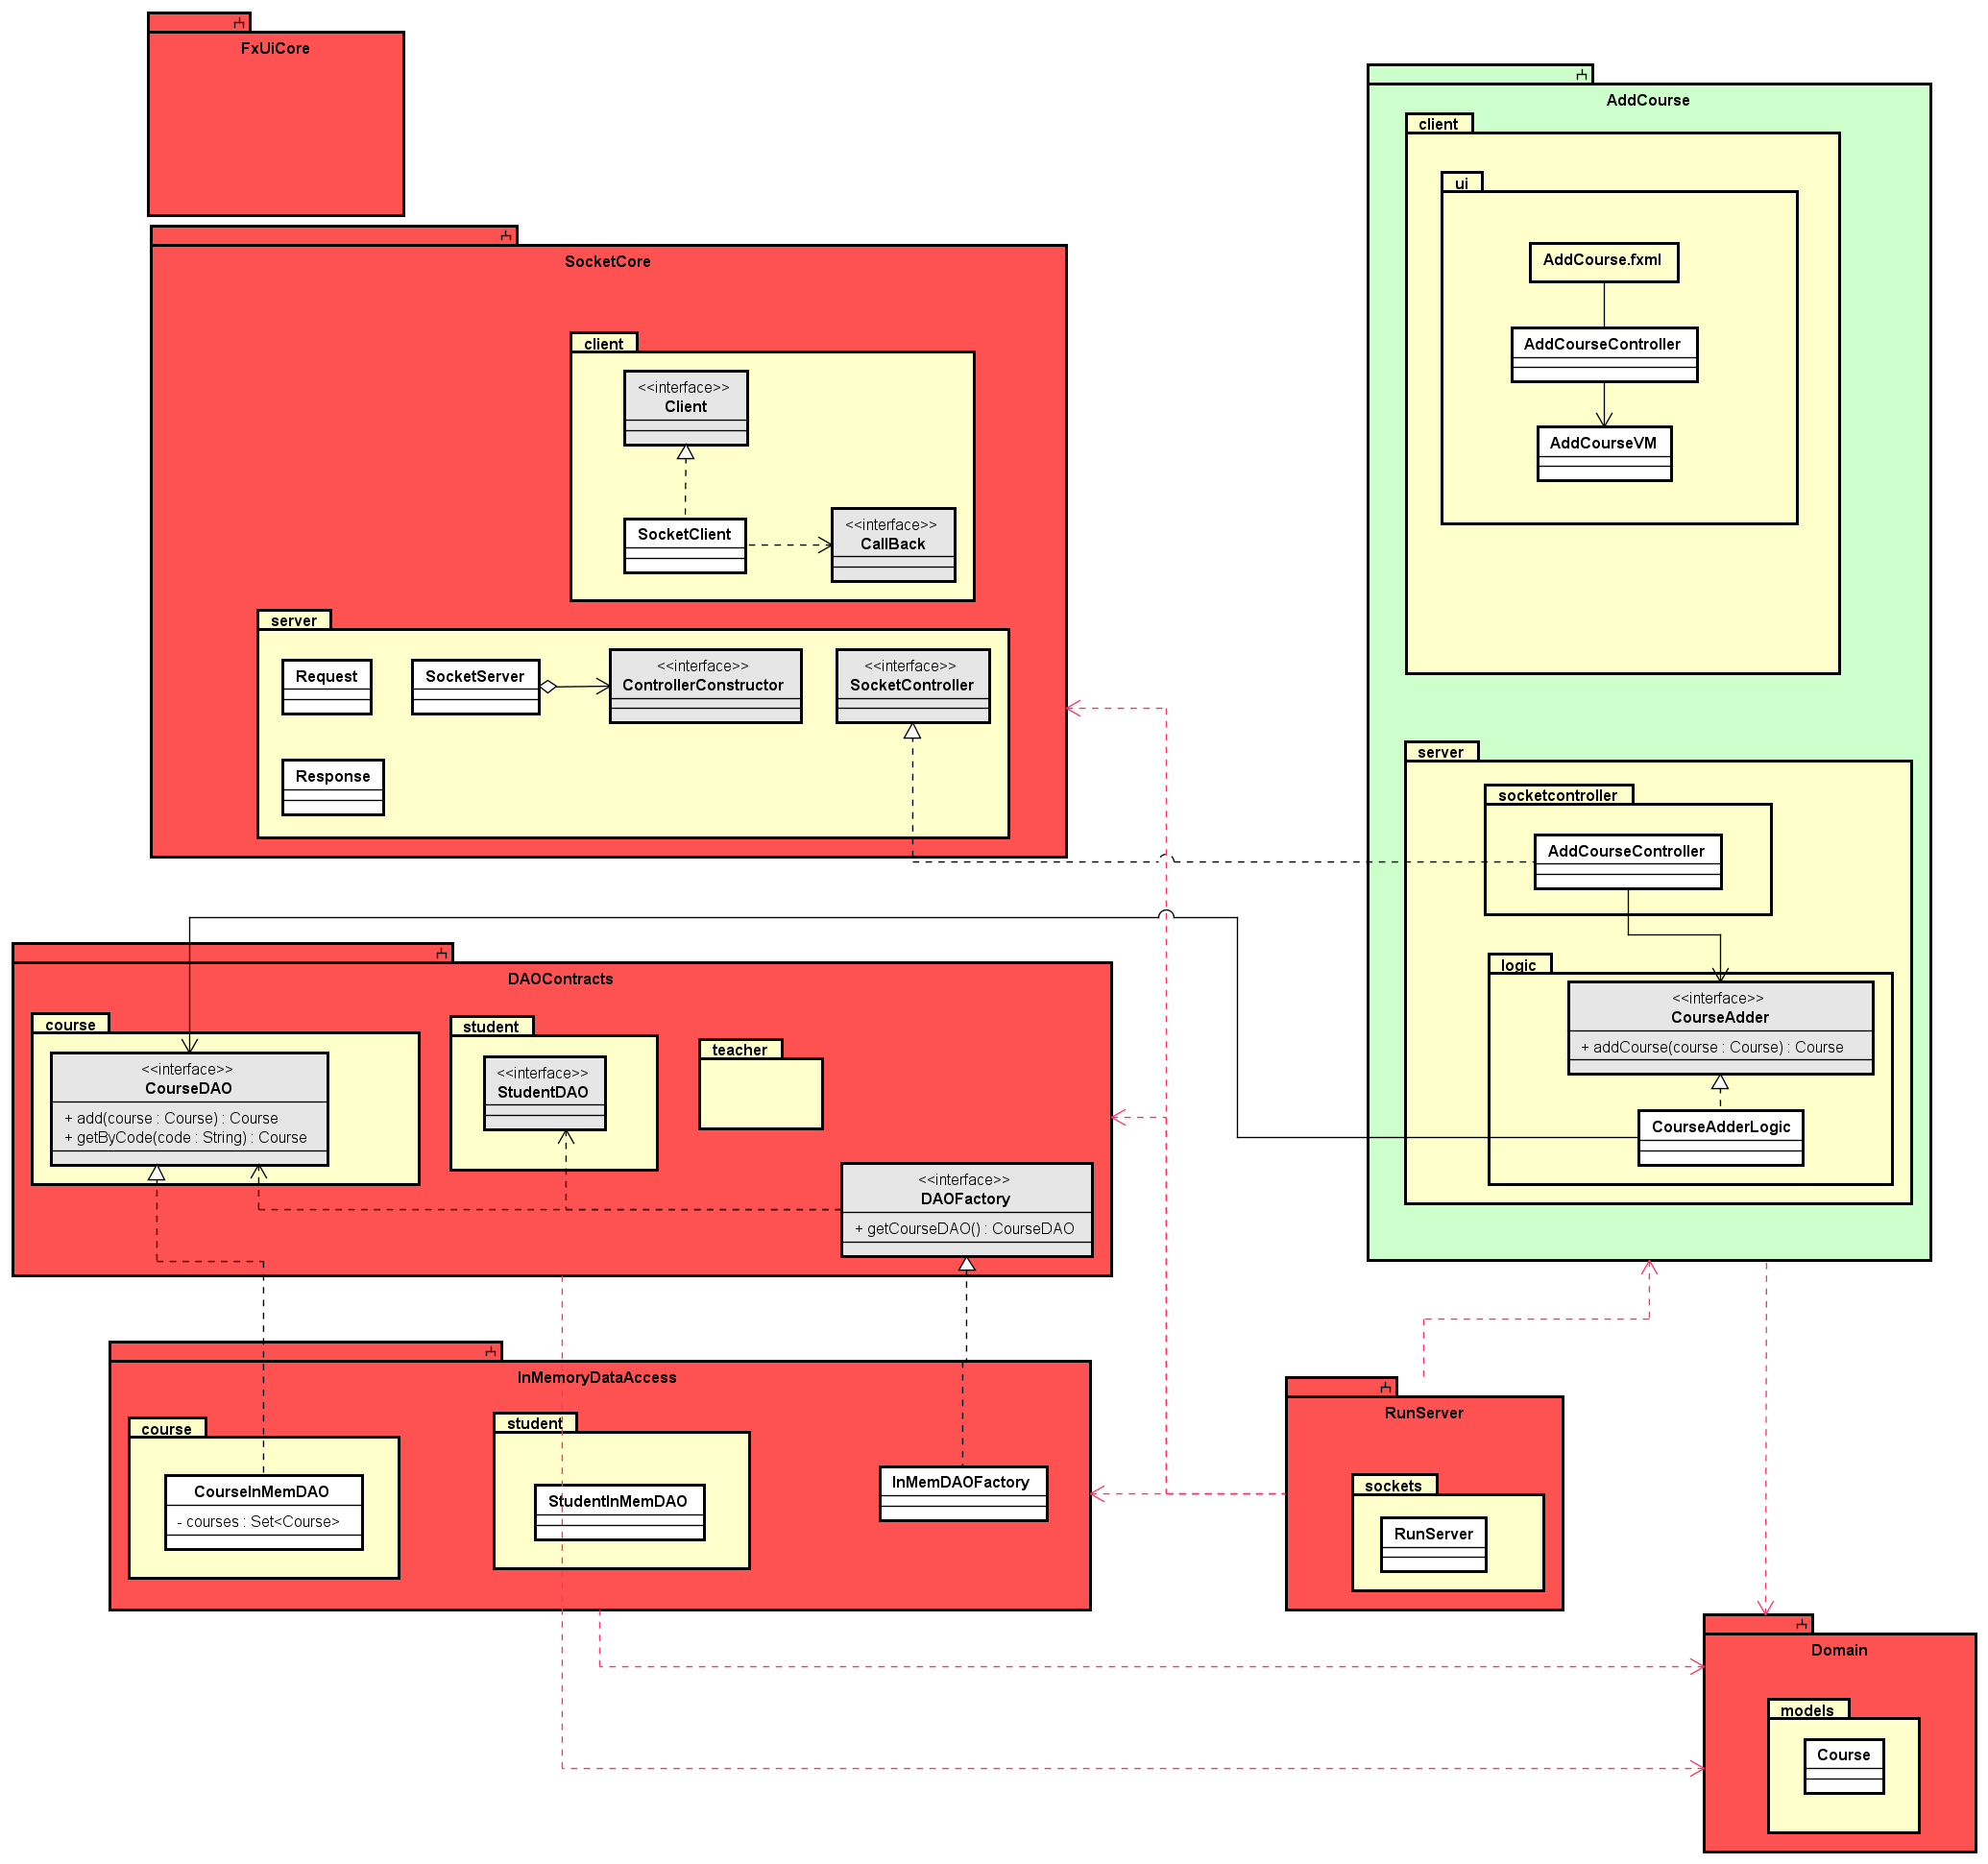 FxUiCore
SocketCore
client
<<interface>>
Client
SocketClient
<<interface>>
CallBack
server
Request
SocketServer
<<interface>>
ControllerConstructor
<<interface>>
SocketController
Response
AddCourse
client
ui
AddCourse.fxml
AddCourseController
AddCourseVM
server
socketcontroller
AddCourseController
logic
<<interface>>
CourseAdder
+ addCourse(course : Course) : Course
CourseAdderLogic
DAOContracts
course
<<interface>>
CourseDAO
+ add(course : Course) : Course
+ getByCode(code : String) : Course
student
<<interface>>
StudentDAO
teacher
<<interface>>
DAOFactory
+ getCourseDAO() : CourseDAO
InMemoryDataAccess
course
CourseInMemDAO
- courses : Set<Course>
student
StudentInMemDAO
InMemDAOFactory
RunServer
sockets
RunServer
Domain
models
Course